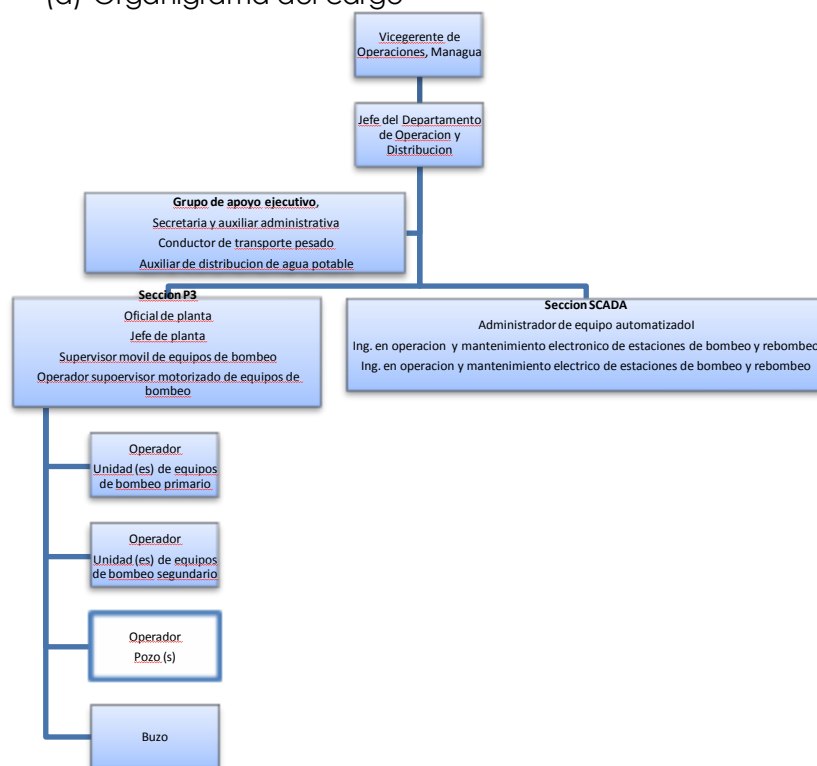 (a) Organigrama del cargo
Vicegerente de
Operaciones, Managua
Jefe del Departamento
de Operacion y
Distribucion
Grupo de apoyo ejecutivo,
Secretaria y auxiliar administrativa
Conductor de transporte pesado
Auxiliar de distribucion de agua potable
Seccion P3
Oficial de planta
Jefe de planta
Supervisor movil de equipos de bombeo
Operador supoervisor motorizado de equipos de
bombeo
Seccion SCADA
Administrador de equipo automatizadol
Ing. en operacion y mantenimiento electronico de estaciones de bombeo y rebombeo
Ing. en operacion y mantenimiento electrico de estaciones de bombeo y rebombeo
Operador
Unidad (es) de equipos
de bombeo primario
Operador
Unidad (es) de equipos
de bombeo segundario
Operador
Pozo (s)
Buzo